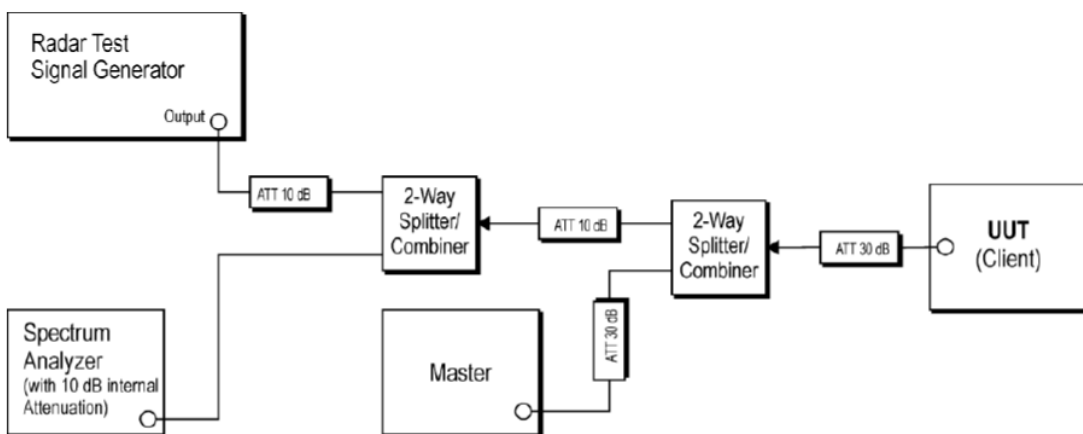 Radar Test
Signal Generator
Output
ATT 10 dB
2-Way
Splitter/
Combiner
ATT 10 dB
2-Way
Splitter/
Combiner
ATT 30 dB
UUT
(Client)
Spectrum
Analyzer
(with 10 dB internal
Attenuation)
Master
ATT 30 dB